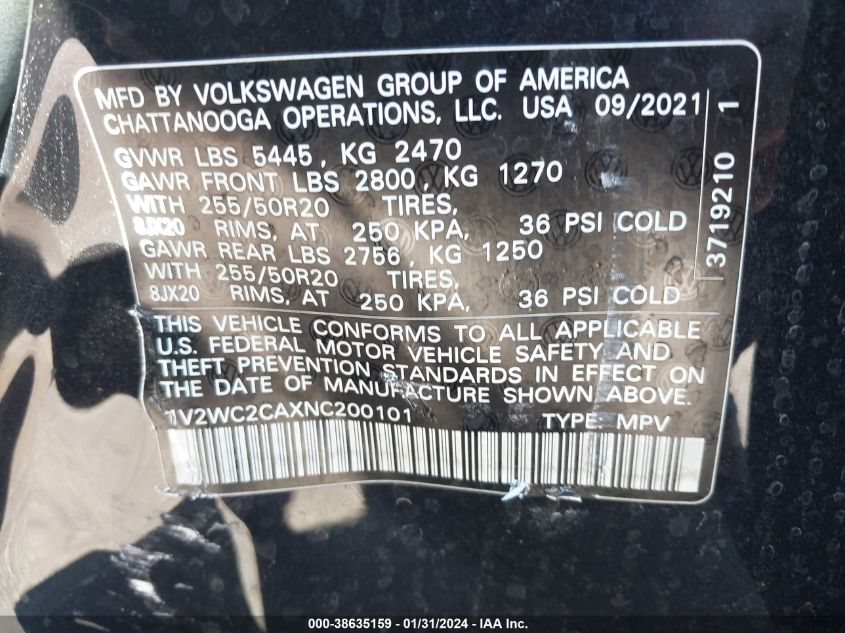 MFD BY VOLKSWAGEN GROUP OF AMERICA
CHATTANOOGA OPERATIONS, LLC. USA 09/2021
GVWR LBS 5445, KG 2470
GAWR FRONT LBS 2800, KG 1270
WITH 255/50R20 TIRES,
8JX20 RIMS, AT 250 KPA, 36 PSI COLD
GAWR REAR LBS 2756, KG 1250
WITH 255/50R20 TIRES,
8JX20 RIMS, AT 250 KPA, 36 PSI COLD
THIS VEHICLE CONFORMS TO ALL APPLICABLE
U.S. FEDERAL MOTOR VEHICLE SAFETY AND
THEFT PREVENTION STANDARDS IN EFFECT ON
THE DATE OF MANUFACTURE SHOWN ABOVE.
1V2WC2CAXNC200101 TYPE: MPV
3719210 1
000-38635159 - 01/31/2024 - IAA Inc.